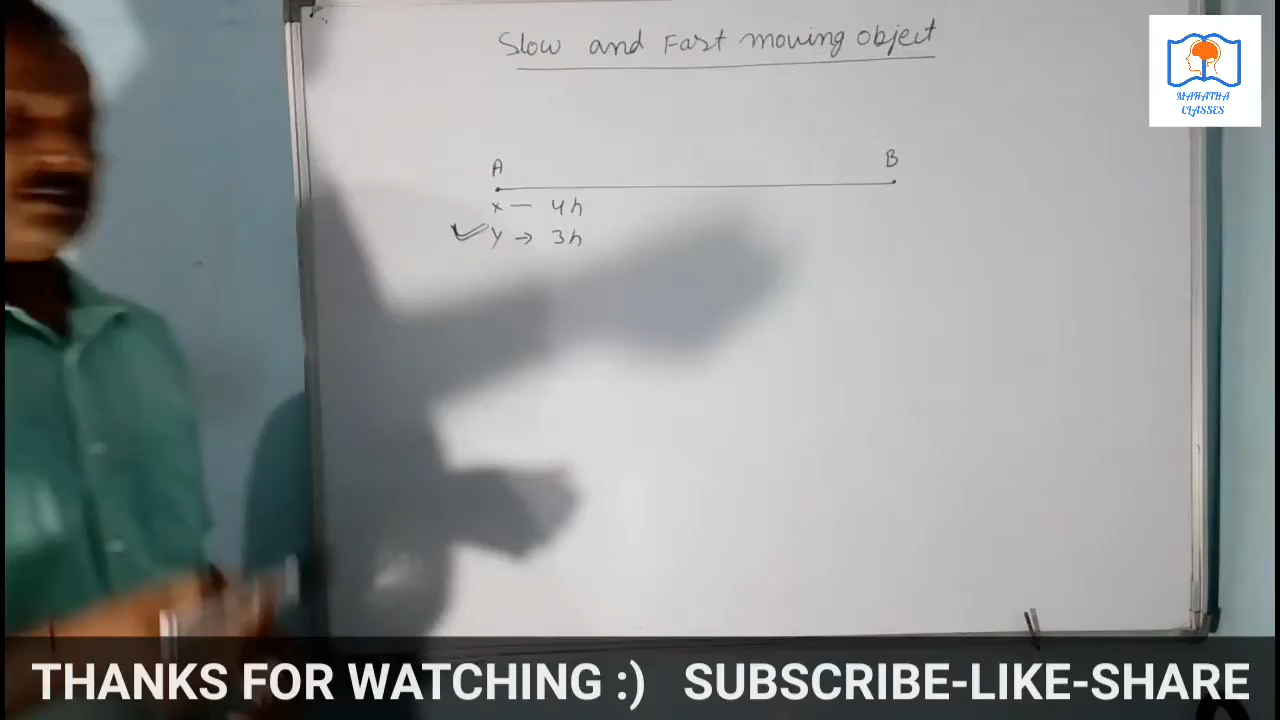 Slow and Fast moving object
MAHATHA
CLASSES
A B
x — 4h
y → 3h
THANKS FOR WATCHING :) SUBSCRIBE-LIKE-SHARE